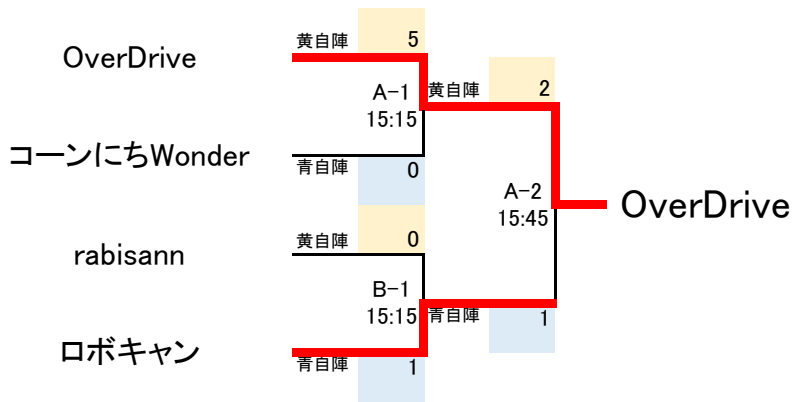 OverDrive
黄自陣 5
A-1
15:15
コーンにちWonder
青自陣 0
rabisann
黄自陣 0
B-1
15:15
ロボキャン
青自陣 1
黄自陣 2
A-2
15:45
青自陣 1
OverDrive